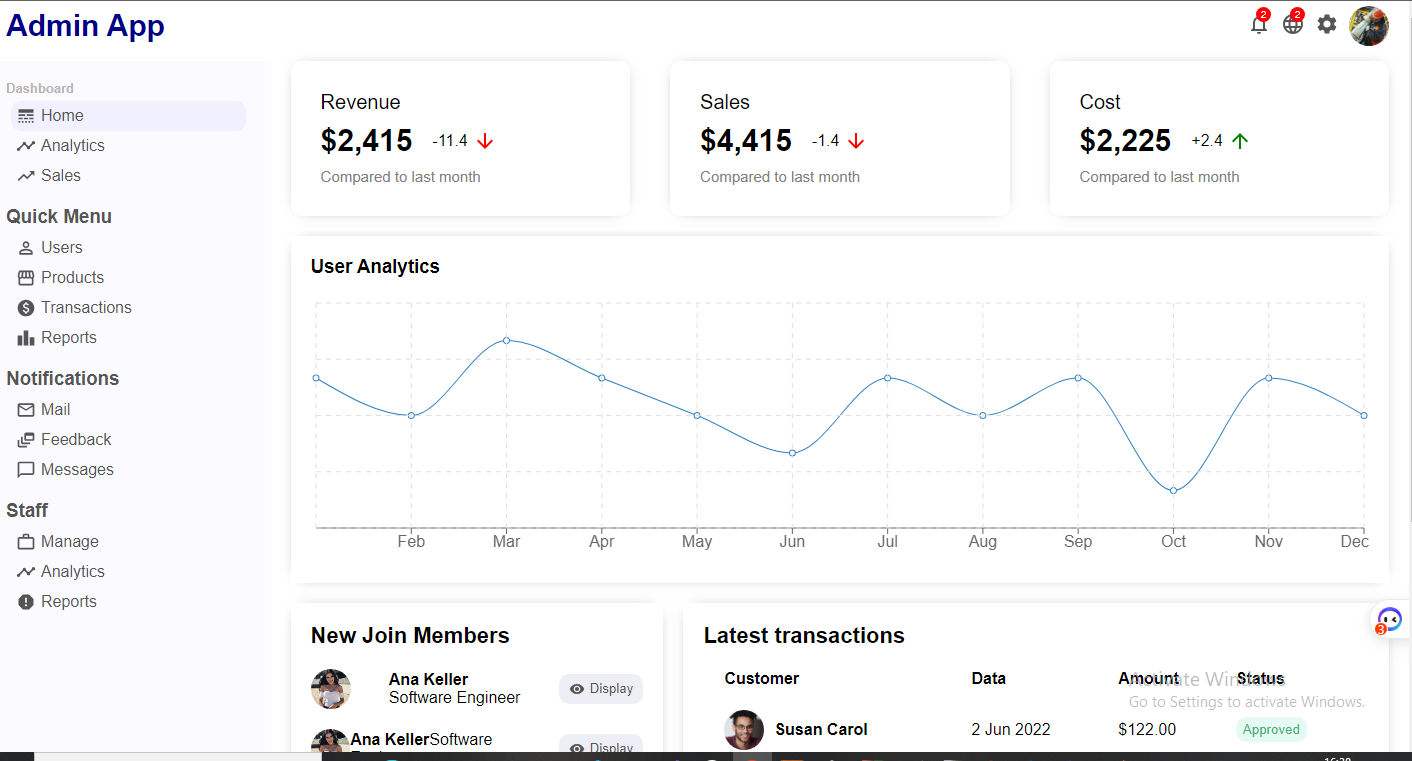 Admin App
2
2
Dashboard
Home
Analytics
Sales
Quick Menu
Users
Products
Transactions
Reports
Notifications
Mail
Feedback
Messages
Staff
Manage
Analytics
Reports
Revenue
$2,415 -11.4
Compared to last month
Sales
$4,415 -1.4
Compared to last month
Cost
$2,225 +2.4
Compared to last month
User Analytics
Feb Mar Apr May Jun Jul Aug Sep Oct Nov Dec
3
New Join Members
Ana Keller
Software Engineer
Display
Ana KellerSoftware
Display
Latest transactions
Customer Data Amount Status
Susan Carol 2 Jun 2022 $122.00 Approved
Activate Windows
Go to Settings to activate Windows.